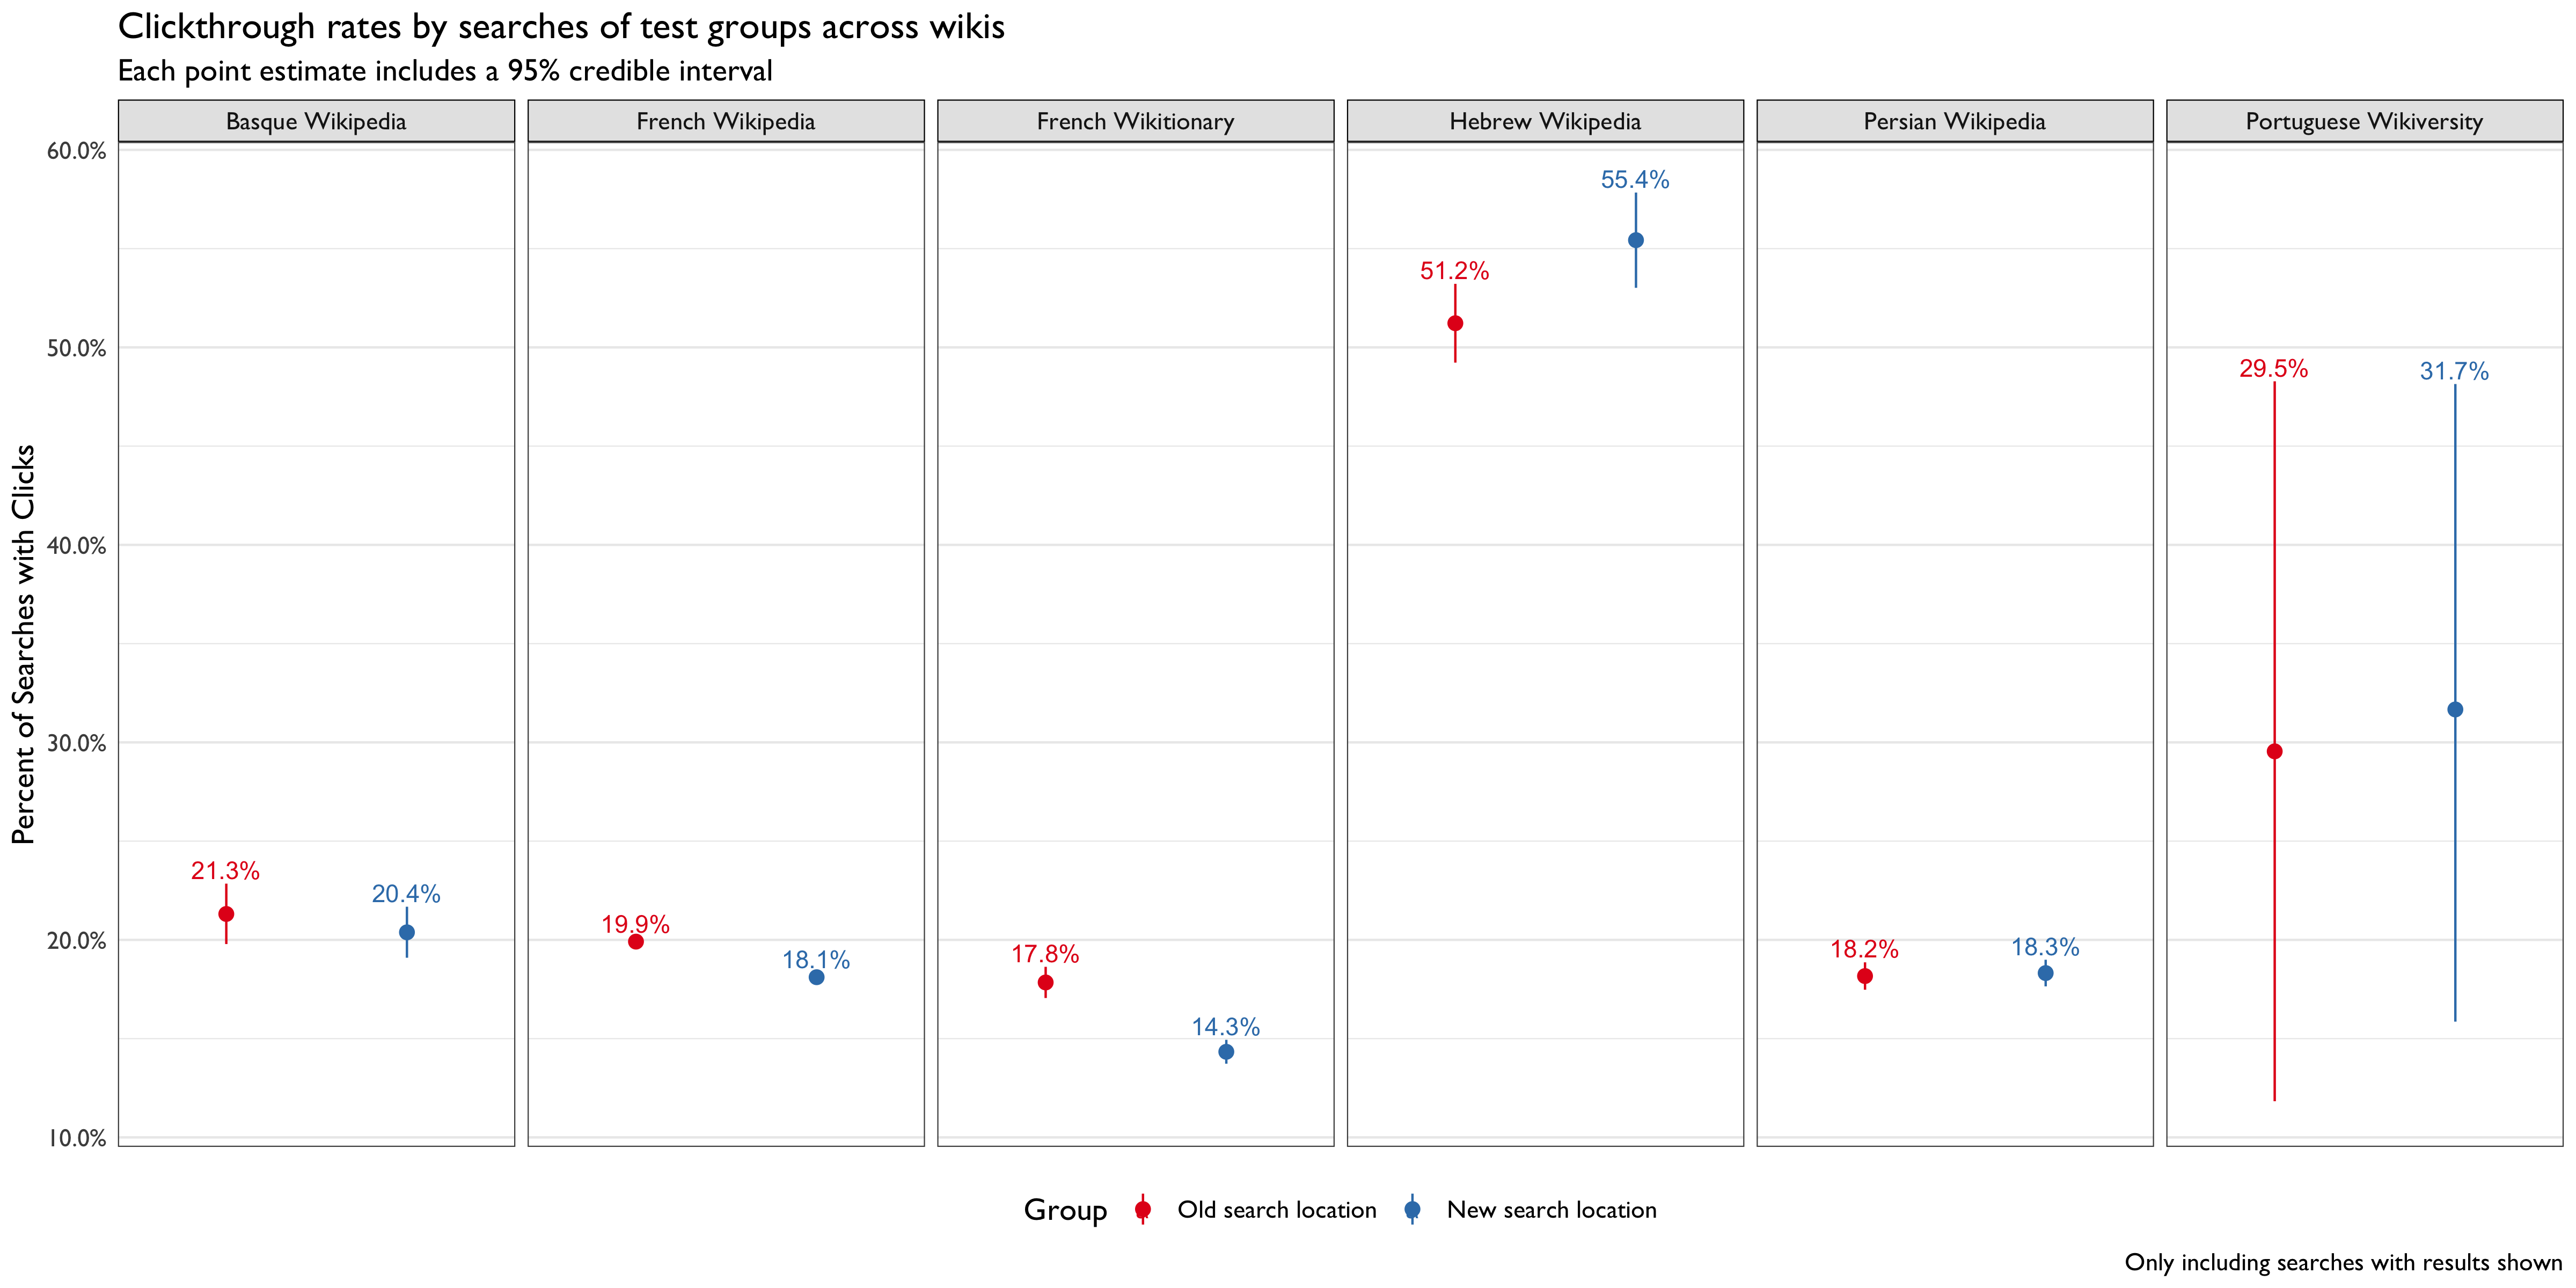 Clickthrough rates by searches of test groups across wikis
Each point estimate includes a 95% credible interval
Basque Wikipedia
French Wikipedia
French Wikitionary
Hebrew Wikipedia
Persian Wikipedia
Portuguese Wikiversity
Percent of Searches with Clicks
60.0%
50.0%
40.0%
30.0%
20.0%
10.0%
21.3%
20.4%
19.9%
18.1%
17.8%
14.3%
51.2%
55.4%
18.2%
18.3%
29.5%
31.7%
Group Old search location New search location
Only including searches with results shown